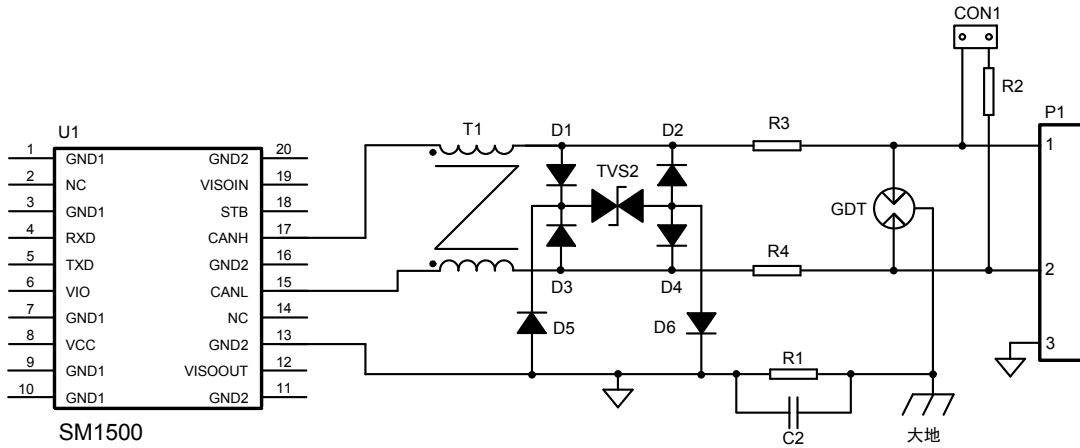 CON1
R2
P1
U1
T1
D1
D2
R3
TVS2
GDT
R4
D3
D4
D5
D6
R1
C2
大地
1 GND1
2 NC
3 GND1
4 RXD
5 TXD
6 VIO
7 GND1
8 VCC
9 GND1
10 GND1
GND2 20
VISOIN 19
STB 18
CANH 17
GND2 16
CANL 15
NC 14
GND2 13
VISOOUT 12
GND2 11
SM1500
1
2
3